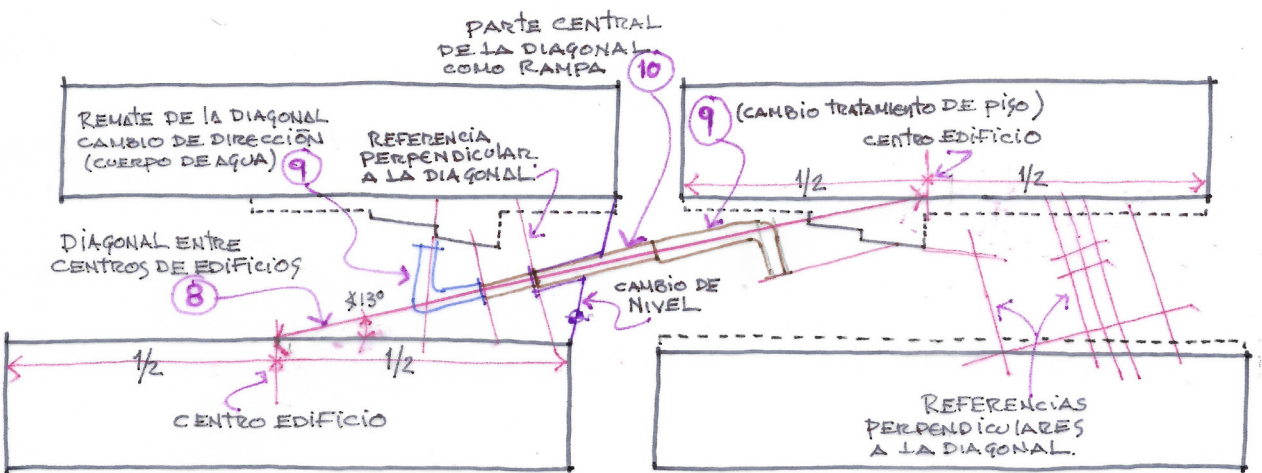 PARTE CENTRAL
DE LA DIAGONAL
COMO RAMPA
10
REMATE DE LA DIAGONAL
CAMBIO DE DIRECCIÓN
(CUERPO DE AGUA)
9
REFERENCIA
PERPENDICULAR
A LA DIAGONAL.
9
(CAMBIO TRATAMIENTO DE PISO)
CENTRO EDIFICIO
1/2
1/2
DIAGONAL ENTRE
CENTROS DE EDIFICIOS
8
∡13°
CAMBIO DE
NIVEL
1/2
1/2
CENTRO EDIFICIO
REFERENCIAS
PERPENDICULARES
A LA DIAGONAL.